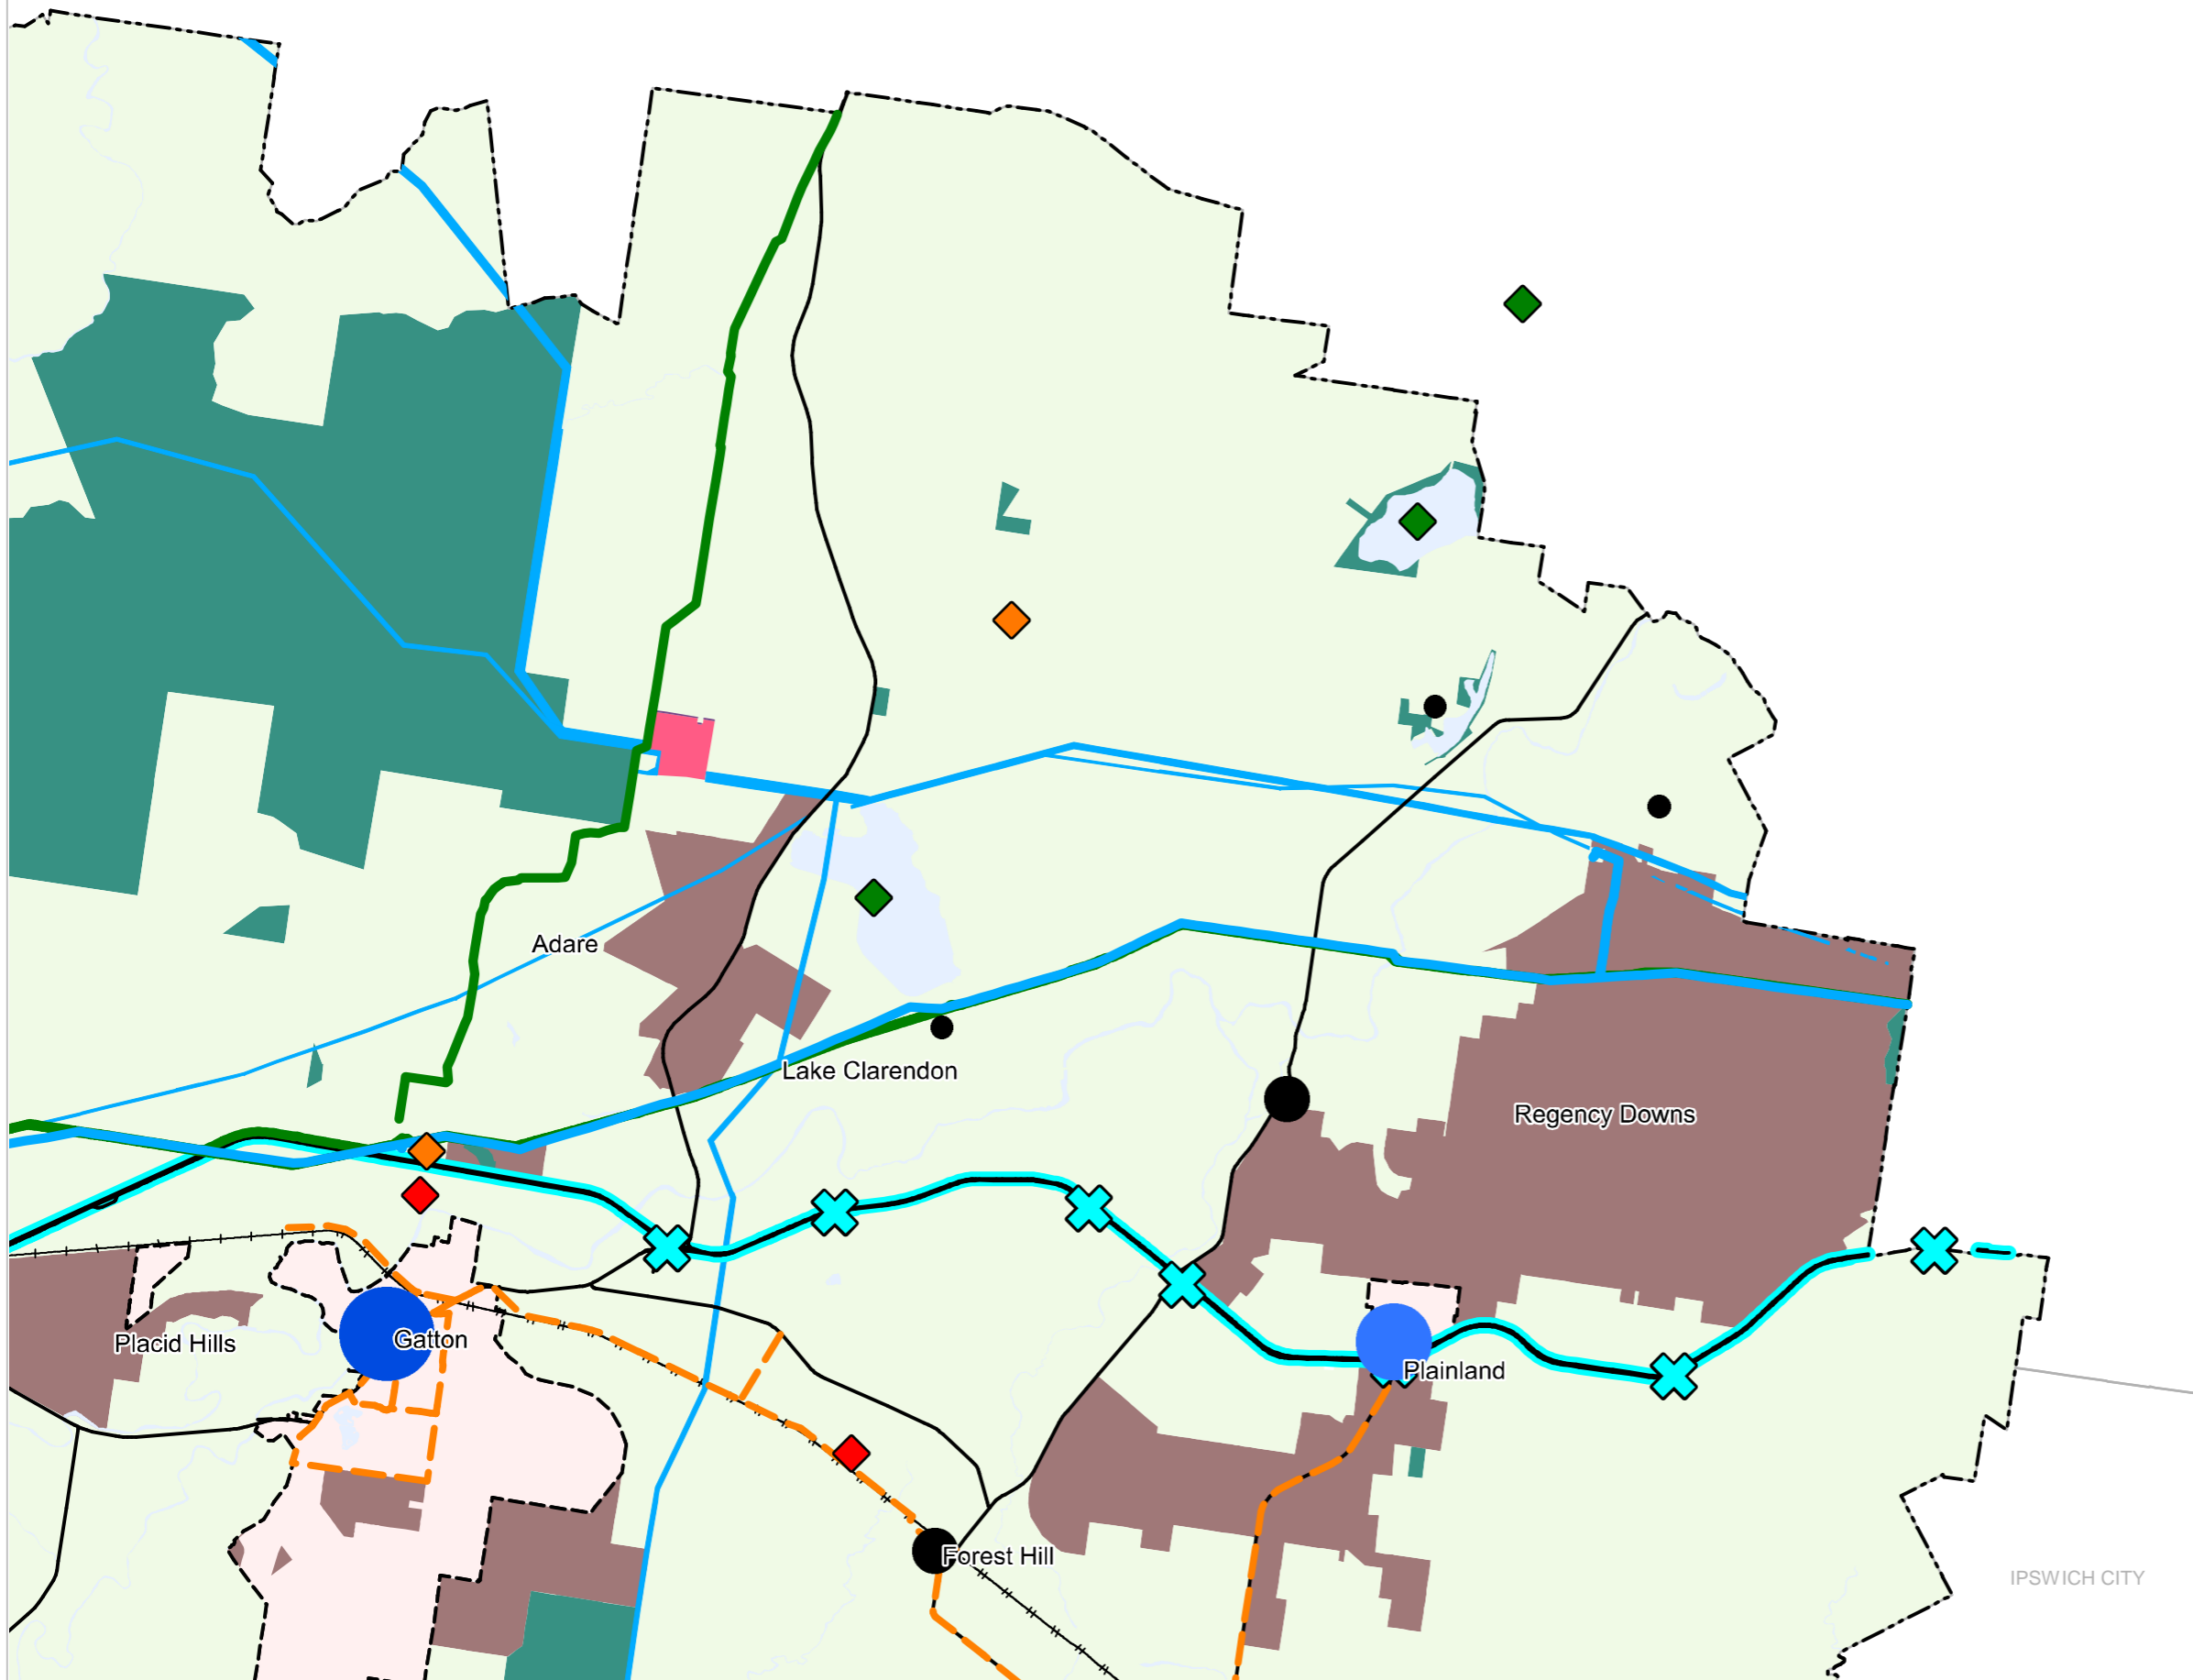 Adare
Lake Clarendon
Regency Downs
Placid Hills
Gatton
Plainland
Forest Hill
IPSWICH CITY